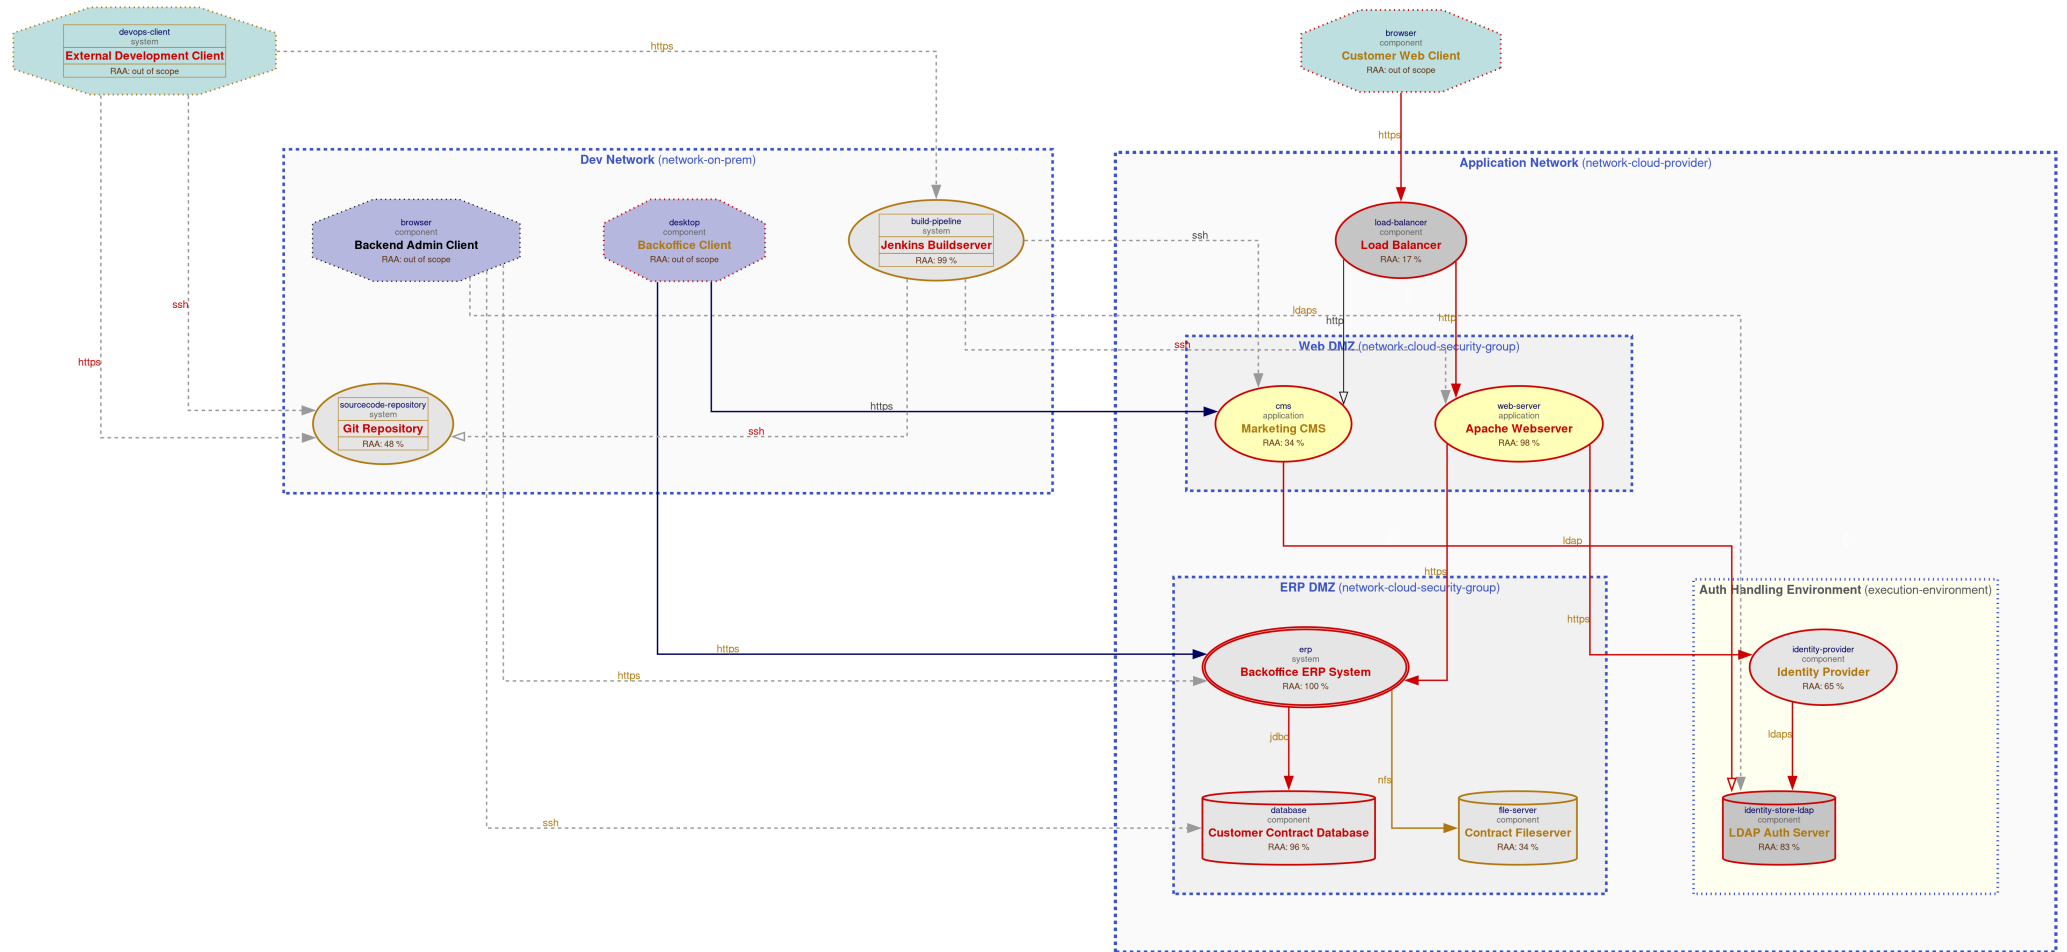 devops-client
system
External Development Client
RAA: out of scope
https
browser
component
Customer Web Client
RAA: out of scope
https
Dev Network (network-on-prem)
Application Network (network-cloud-provider)
browser
component
Backend Admin Client
RAA: out of scope
desktop
component
Backoffice Client
RAA: out of scope
build-pipeline
system
Jenkins Buildserver
RAA: 99 %
ssh
load-balancer
component
Load Balancer
RAA: 17 %
ssh
ldaps
http
http
ssh
Web DMZ (network-cloud-security-group)
https
sourcecode-repository
system
Git Repository
RAA: 48 %
https
ssh
cms
application
Marketing CMS
RAA: 34 %
web-server
application
Apache Webserver
RAA: 98 %
ldap
https
ERP DMZ (network-cloud-security-group)
Auth Handling Environment (execution-environment)
https
https
https
erp
system
Backoffice ERP System
RAA: 100 %
identity-provider
component
Identity Provider
RAA: 65 %
jdbc
ldaps
nfs
ssh
database
component
Customer Contract Database
RAA: 96 %
file-server
component
Contract Fileserver
RAA: 34 %
identity-store-ldap
component
LDAP Auth Server
RAA: 83 %